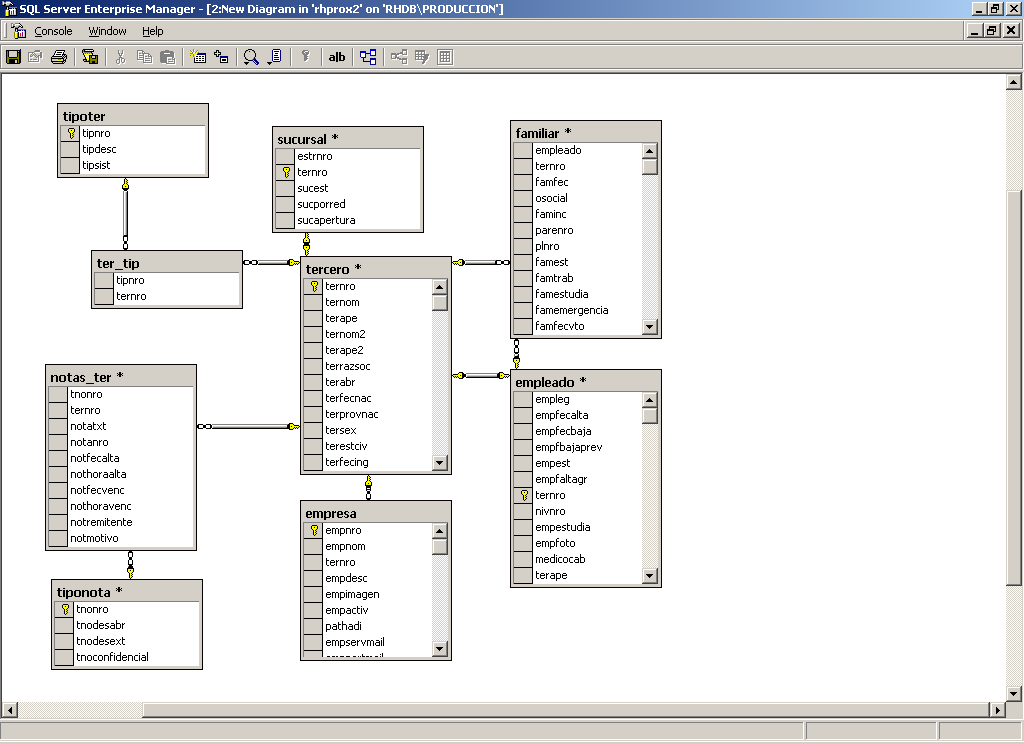 SQL Server Enterprise Manager - [2:New Diagram in 'rhprox2' on 'RHDB\PRODUCCION']
Console Window Help
ab
tipoter
tipnro
tipdesc
tipsist
sucursal *
estrnro
ternro
sucest
sucporred
sucapertura
familiar *
empleado
ternro
famfec
osocial
faminc
parenro
plnro
famest
famtrab
famestudia
famemergencia
famfecvto
ter_tip
tipnro
ternro
tercero *
ternro
ternom
terape
ternom2
terape2
terrazsoc
terabr
terfecnac
terprovnac
tersex
terestciv
terfecing
notas_ter *
tnonro
ternro
notatxt
notanro
notfecalta
nothoraalta
notfecvenc
nothoravenc
notremitente
notmotivo
empleado *
empleg
empfecalta
empfecbaja
empfbajaprev
empest
empfaltagr
ternro
nivnro
empestudia
empfoto
medicocab
terape
empresa
empnro
empnom
ternro
empdesc
empimagen
empactiv
pathadi
empservmail
tiponota *
tnonro
tnodesabr
tnodesext
tnoconfidencial